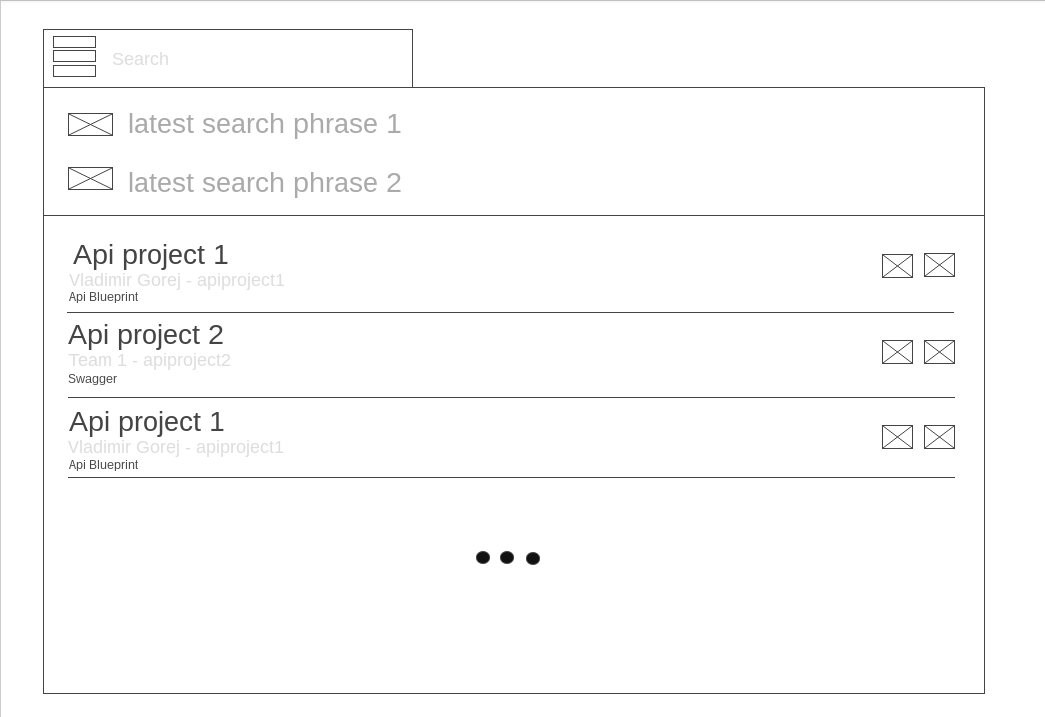 Search
latest search phrase 1
latest search phrase 2
Api project 1
Vladimir Gorej - apiproject1
Api Blueprint
Api project 2
Team 1 - apiproject2
Swagger
Api project 1
Vladimir Gorej - apiproject1
Api Blueprint